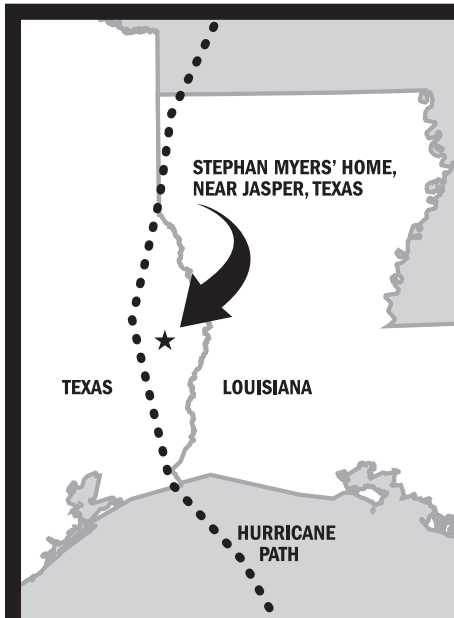 STEPHAN MYERS’ HOME,
NEAR JASPER, TEXAS
TEXAS
LOUISIANA
HURRICANE
PATH